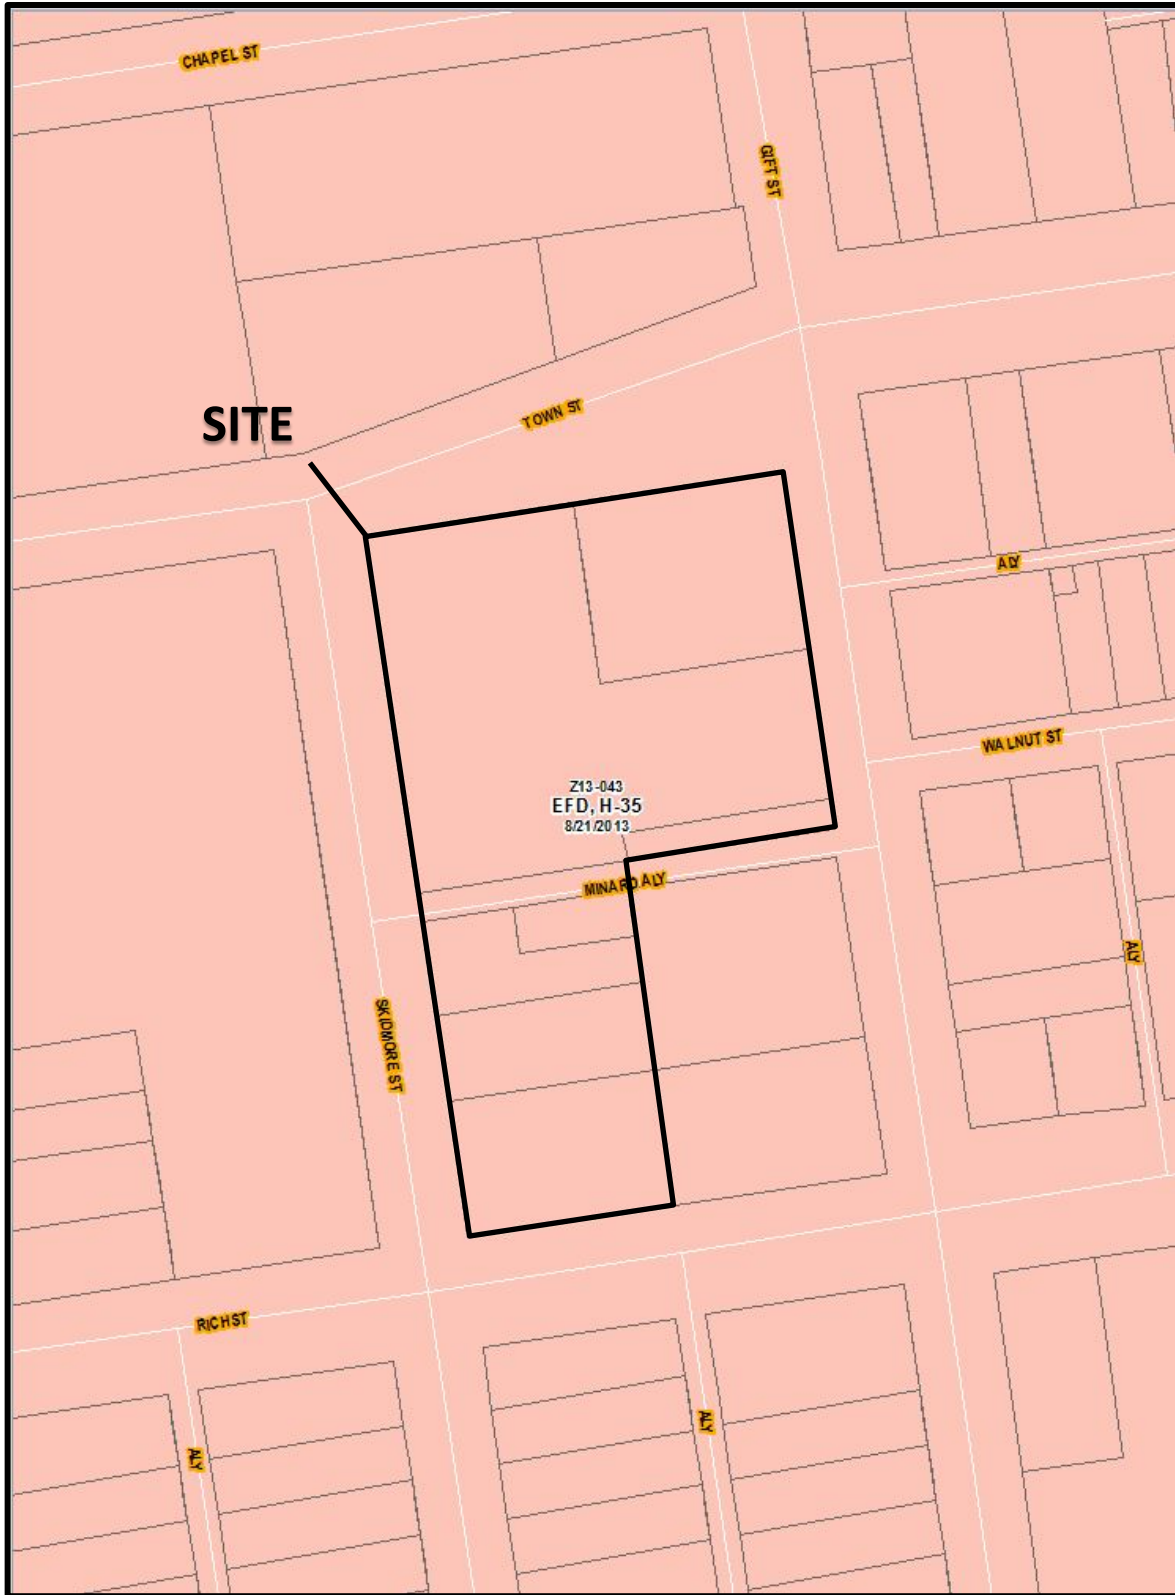 CHAPEL ST
GIFT ST
SITE
TOWN ST
ALY
WALNUT ST
Z13-043
EFD, H-35
8/21/2013
MINARD ALY
ALY
SKIDMORE ST
RICH ST
ALY
ALY